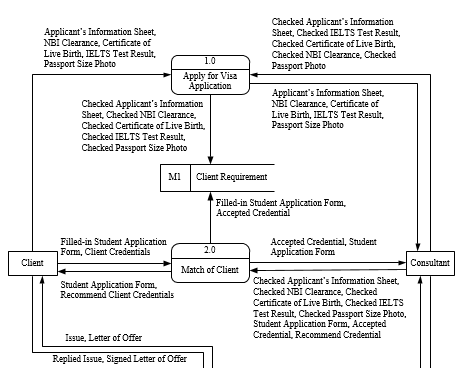 Applicant's Information Sheet,
NBI Clearance, Certificate of
Live Birth, IELTS Test Result,
Passport Size Photo
1.0
Apply for Visa
Application
Checked Applicant's Information
Sheet, Checked IELTS Test Result,
Checked Certificate of Live Birth,
Checked NBI Clearance, Checked
Passport Photo
Checked Applicant's Information
Sheet, Checked NBI Clearance,
Checked Certificate of Live Birth,
Checked IELTS Test Result,
Checked Passport Size Photo
Applicant's Information Sheet,
NBI Clearance, Certificate of
Live Birth, IELTS Test Result,
Passport Size Photo
M1
Client Requirement
Filled-in Student Application Form,
Accepted Credential
Client
Filled-in Student Application
Form, Client Credentials
2.0
Match of Client
Accepted Credential, Student
Application Form
Consultant
Student Application Form,
Recommend Client Credentials
Checked Applicant's Information Sheet,
Checked NBI Clearance, Checked
Certificate of Live Birth, Checked IELTS
Test Result, Checked Passport Size Photo,
Student Application Form, Accepted
Credential, Recommend Credential
Issue, Letter of Offer
Replied Issue, Signed Letter of Offer